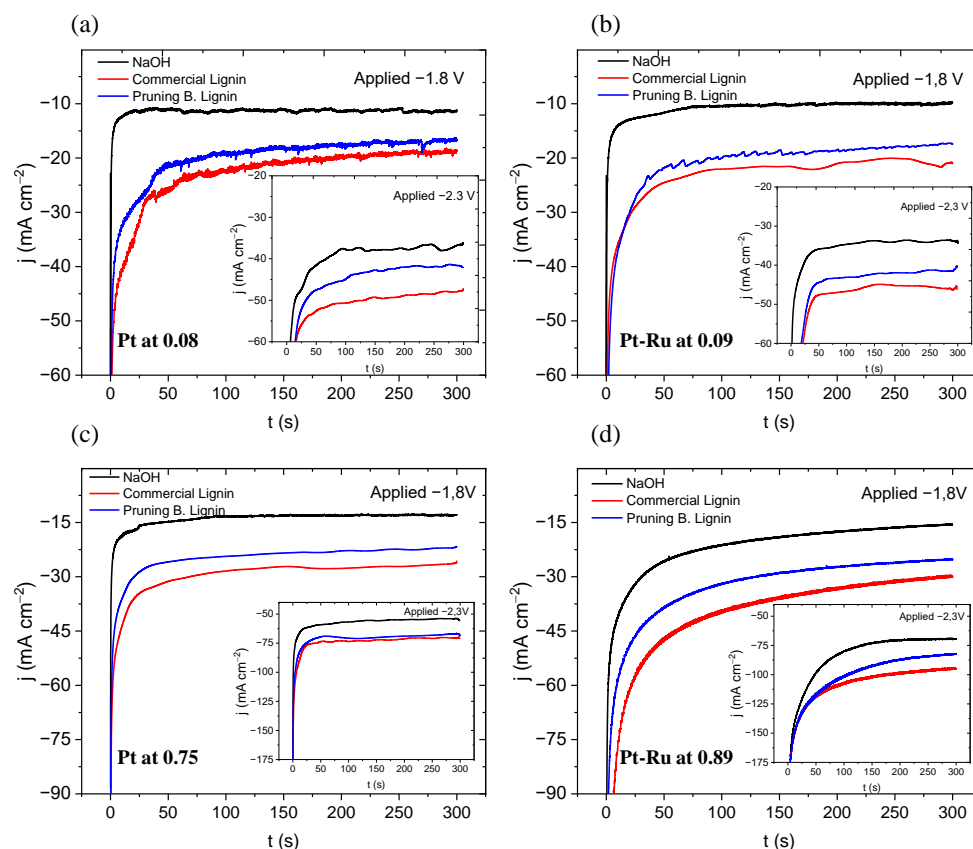 (a)
NaOH
Commercial Lignin
Pruning B. Lignin
Applied −1.8 V
−10
−20
−30
−40
−50
−60
j (mA cm−2)
0
50
100
150
200
250
300
t (s)
Pt at 0.08
Applied −2.3 V
−20
−30
−40
−50
−60
j (mA cm−2)
0
50
100
150
200
250
300
t (s)
(b)
NaOH
Commercial Lignin
Pruning B. Lignin
Applied −1,8 V
−10
−20
−30
−40
−50
−60
j (mA cm−2)
0
50
100
150
200
250
300
t (s)
Pt-Ru at 0.09
Applied −2,3 V
−20
−30
−40
−50
−60
j (mA cm−2)
0
50
100
150
200
250
300
t (s)
(c)
NaOH
Commercial Lignin
Pruning B. Lignin
Applied −1,8V
−15
−30
−45
−60
−75
−90
j (mA cm−2)
0
50
100
150
200
250
300
t (s)
Pt at 0.75
Applied −2,3V
−50
−75
−100
−125
−150
−175
j (mA cm−2)
0
50
100
150
200
250
300
t (s)
(d)
NaOH
Commercial Lignin
Pruning B. Lignin
Applied −1,8V
−15
−30
−45
−60
−75
−90
j (mA cm−2)
0
50
100
150
200
250
300
t (s)
Pt-Ru at 0.89
Applied −2,3V
−50
−75
−100
−125
−150
−175
j (mA cm−2)
0
50
100
150
200
250
300
t (s)